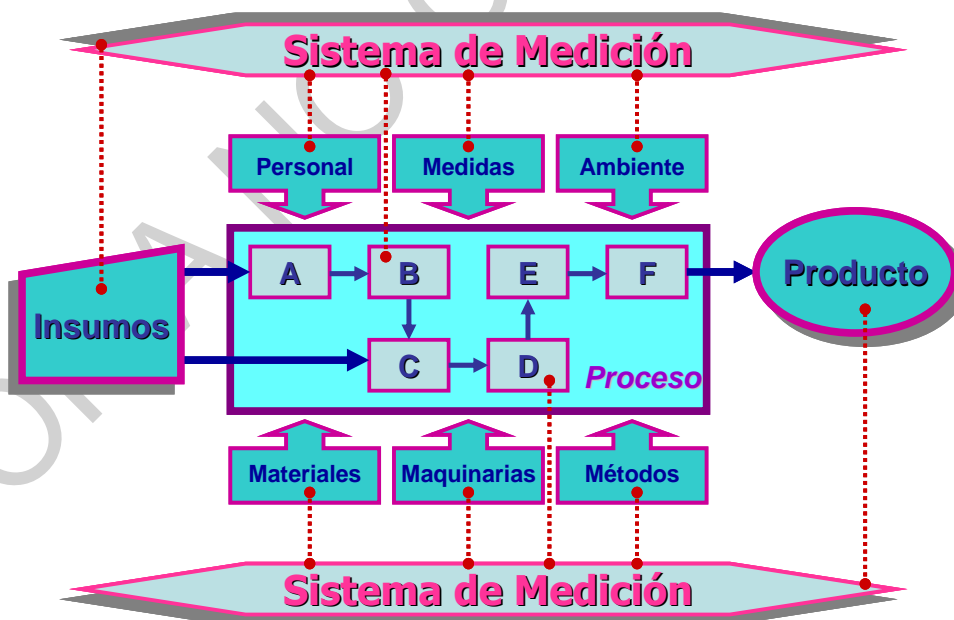 Sistema de Medición
Personal
Medidas
Ambiente
A
B
E
F
Producto
Insumos
C
D
Proceso
Materiales
Maquinarias
Métodos
Sistema de Medición